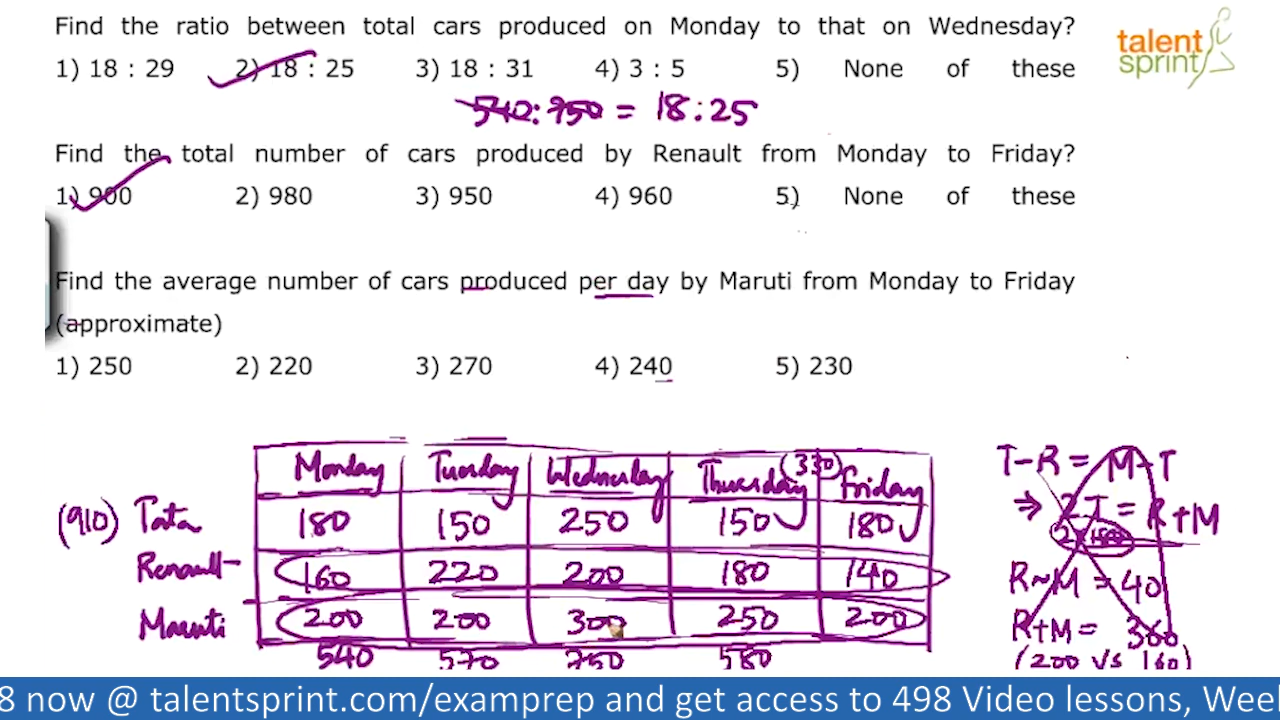 Find the ratio between total cars produced on Monday to that on Wednesday?
talent
sprint
1) 18 : 29 2) 18 : 25 3) 18 : 31 4) 3 : 5 5) None of these
540:750 = 18:25
Find the total number of cars produced by Renault from Monday to Friday?
1) 900 2) 980 3) 950 4) 960 5) None of these
Find the average number of cars produced per day by Maruti from Monday to Friday
(approximate)
1) 250 2) 220 3) 270 4) 240 5) 230
Monday Tuesday Wednesday Thursday (330) Friday
(910) Tata 180 150 250 150 180
Renault 160 220 200 180 140
Maruti 200 200 300 250 200
540 570 750 580
T-R = M-T
⇒ 2T = R+M
2x180
R~M = 40
R+M = 360
(200 v/s 160)
8 now @ talentsprint.com/examprep and get access to 498 Video lessons, Wee